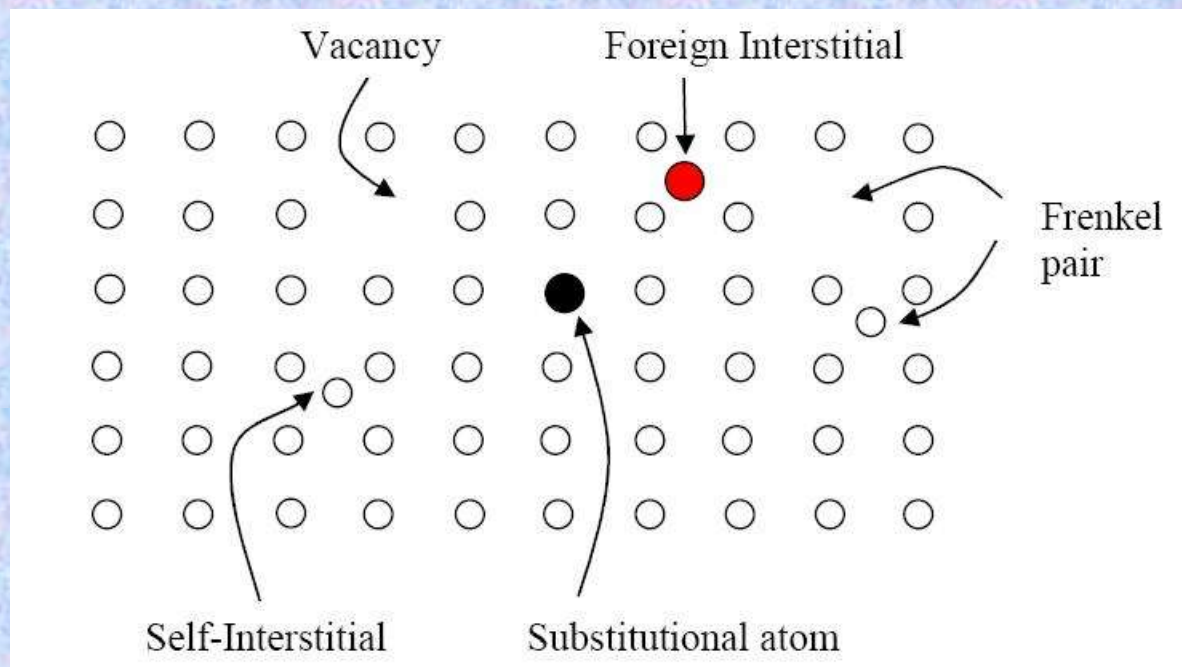 Vacancy
Foreign Interstitial
Frenkel
pair
Self-Interstitial
Substitutional atom